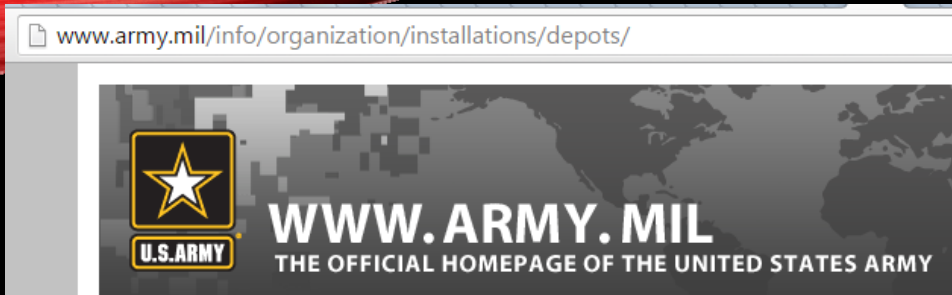 www.army.mil/info/organization/installations/depots/
U.S.ARMY
WWW.ARMY.MIL
THE OFFICIAL HOMEPAGE OF THE UNITED STATES ARMY